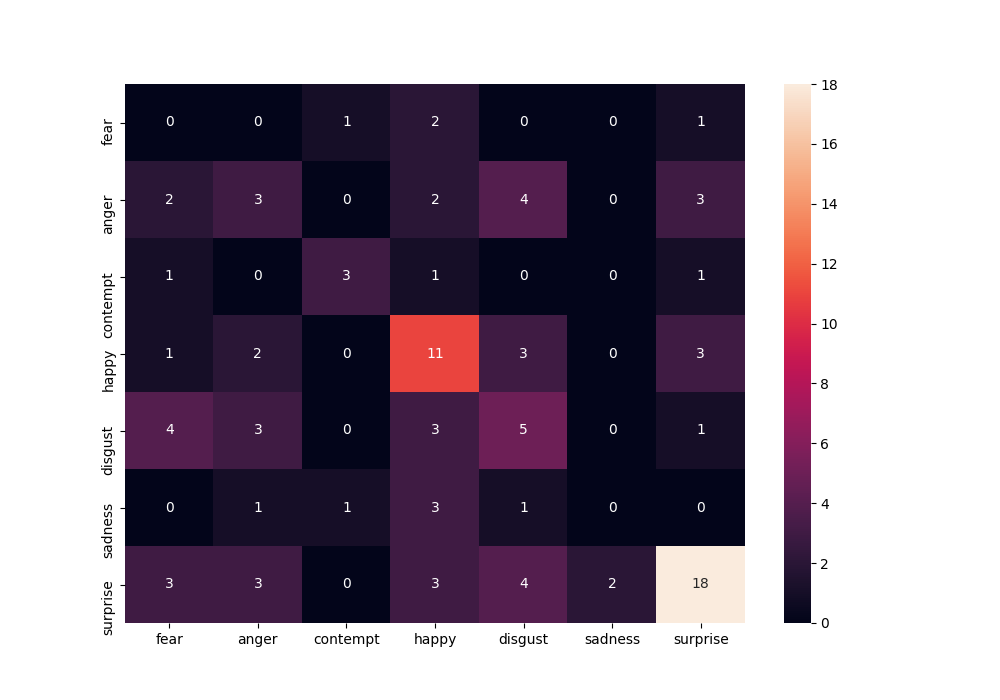 fear 0 0 1 2 0 0 1
anger 2 3 0 2 4 0 3
contempt 1 0 3 1 0 0 1
happy 1 2 0 11 3 0 3
disgust 4 3 0 3 5 0 1
sadness 0 1 1 3 1 0 0
surprise 3 3 0 3 4 2 18
fear anger contempt happy disgust sadness surprise
18
16
14
12
10
8
6
4
2
0